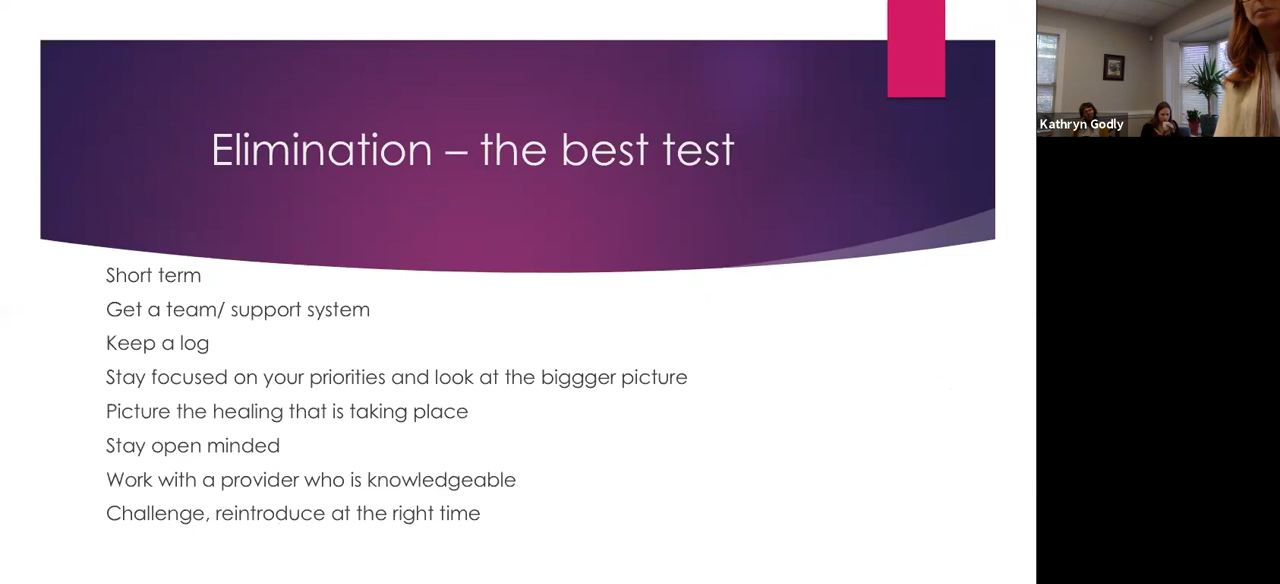 Elimination – the best test
Short term
Get a team/ support system
Keep a log
Stay focused on your priorities and look at the biggger picture
Picture the healing that is taking place
Stay open minded
Work with a provider who is knowledgeable
Challenge, reintroduce at the right time
Kathryn Godly